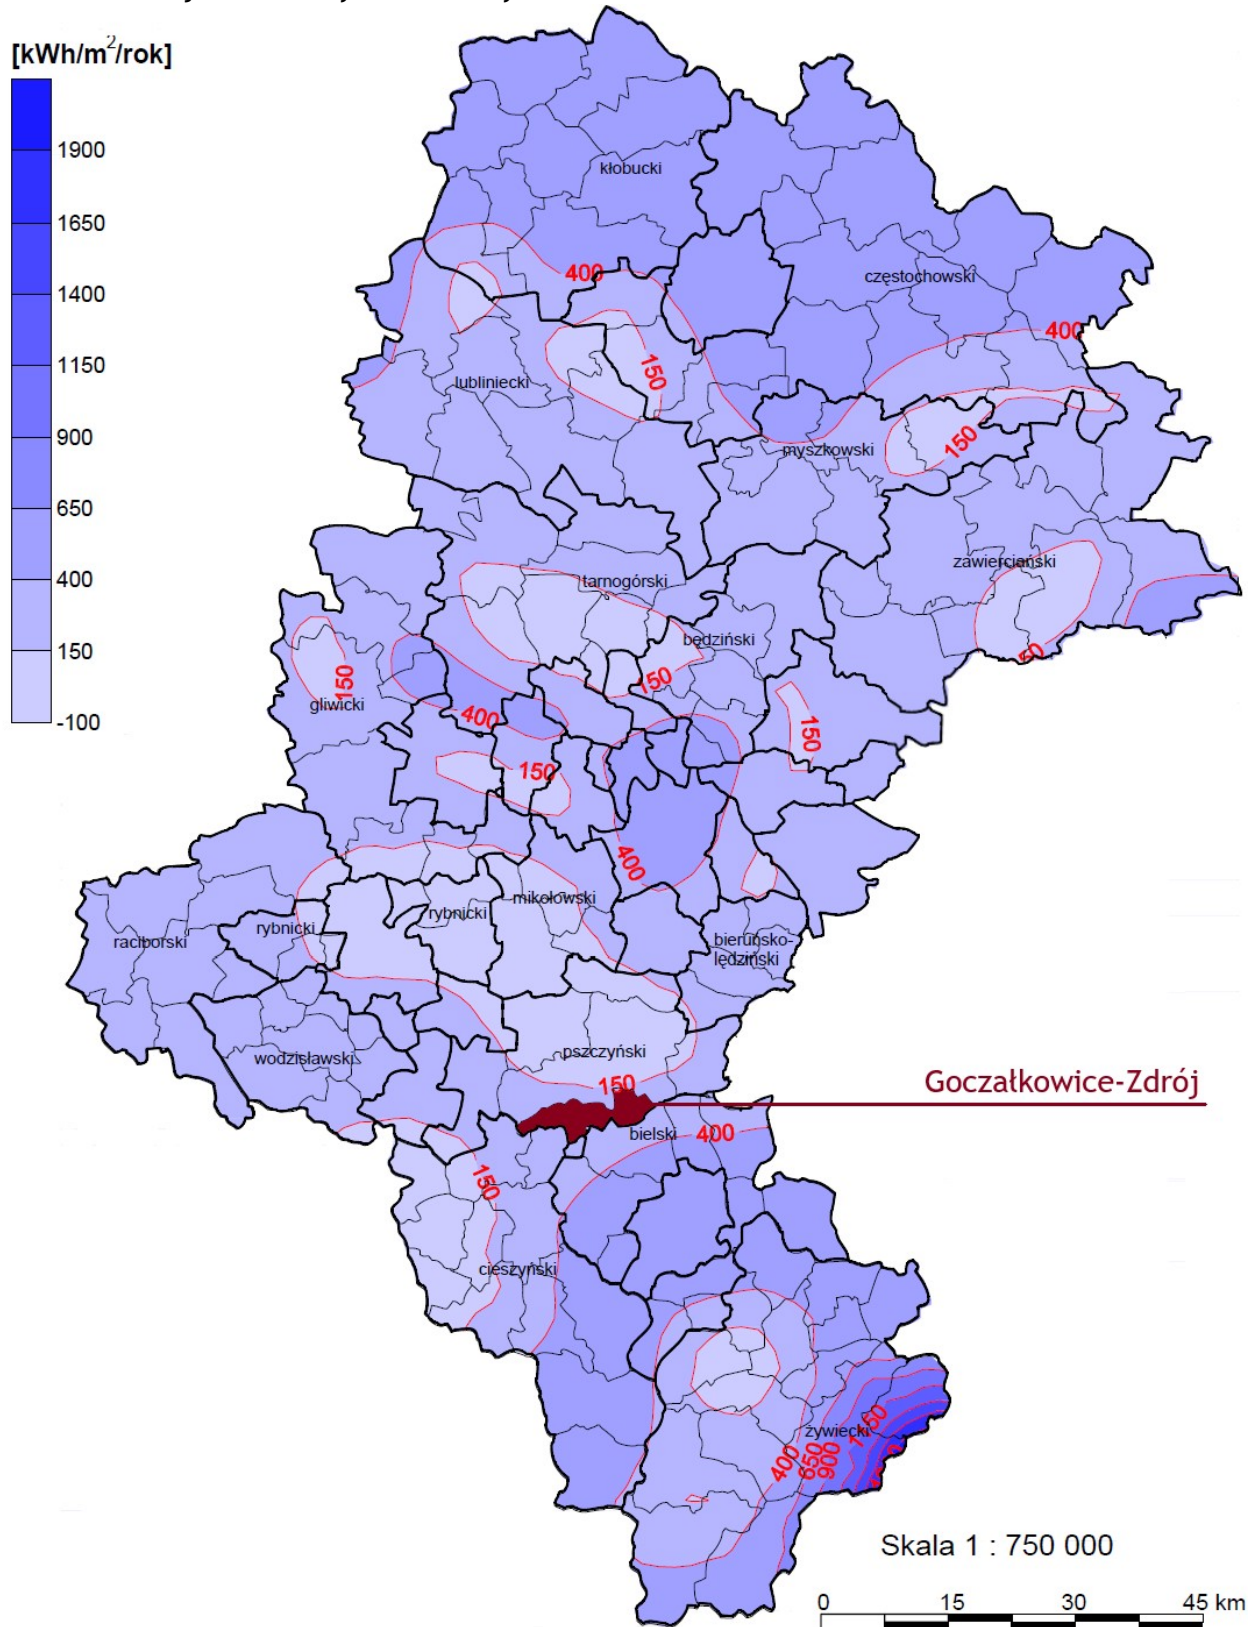 [kWh/m²/rok]
1900
1650
1400
1150
900
650
400
150
-100
kłobucki
400
częstochowski
400
150
lubliniecki
150
myszkowski
zawierciański
tarnogórski
będziński
150
150
gliwicki
400
150
150
400
mikołowski
rybnicki
rybnicki
raciborski
bieruńsko-
lędziński
pszczyński
wodzisławski
150
Goczałkowice-Zdrój
bielski
400
150
cieszyński
żywiecki
1150
900
650
400
Skala 1 : 750 000
0 15 30 45 km